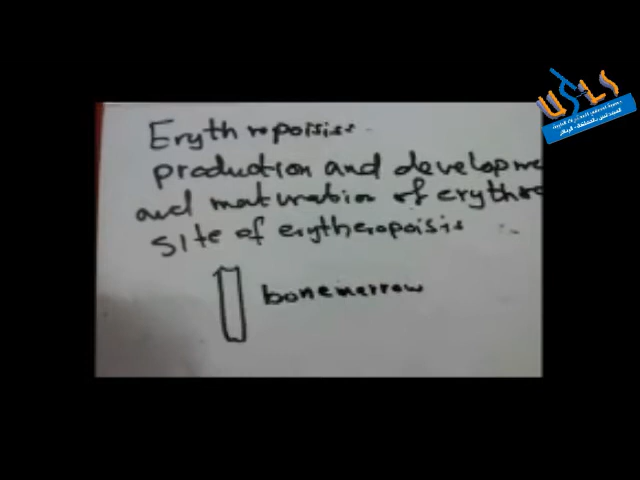 Erythropoisis:
production and developme
and maturation of erythro
Site of erytheropoisis
bonemarrow